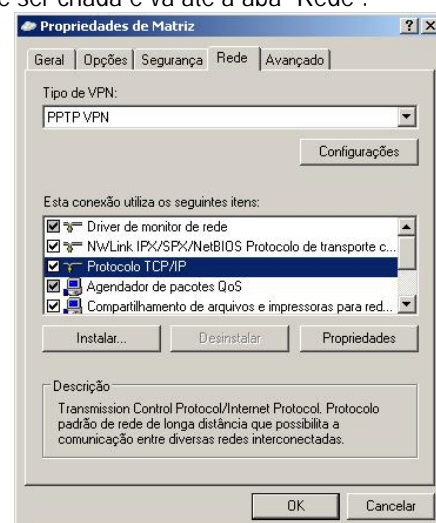 e ser criada e vá até a aba "Rede".
Propriedades de Matriz
Geral Opções Segurança Rede Avançado
Tipo de VPN:
PPTP VPN
Configurações
Esta conexão utiliza os seguintes itens:
Driver de monitor de rede
NWLink IPX/SPX/NetBIOS Protocolo de transporte c...
Protocolo TCP/IP
Agendador de pacotes QoS
Compartilhamento de arquivos e impressoras para red...
Instalar... Desinstalar Propriedades
Descrição
Transmission Control Protocol/Internet Protocol. Protocolo
padrão de rede de longa distância que possibilita a
comunicação entre diversas redes interconectadas.
OK Cancelar